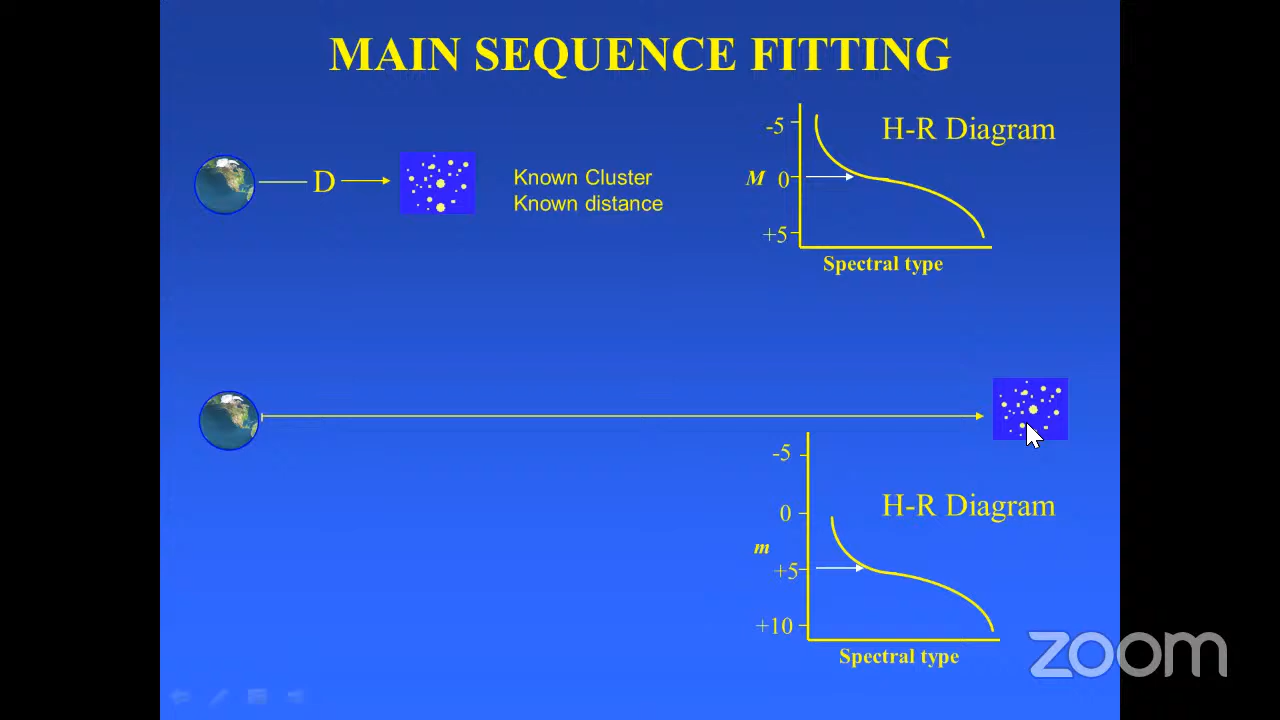 MAIN SEQUENCE FITTING
D
Known Cluster
Known distance
H-R Diagram
-5
M 0
+5
Spectral type
H-R Diagram
-5
0
m
+5
+10
Spectral type
zoom